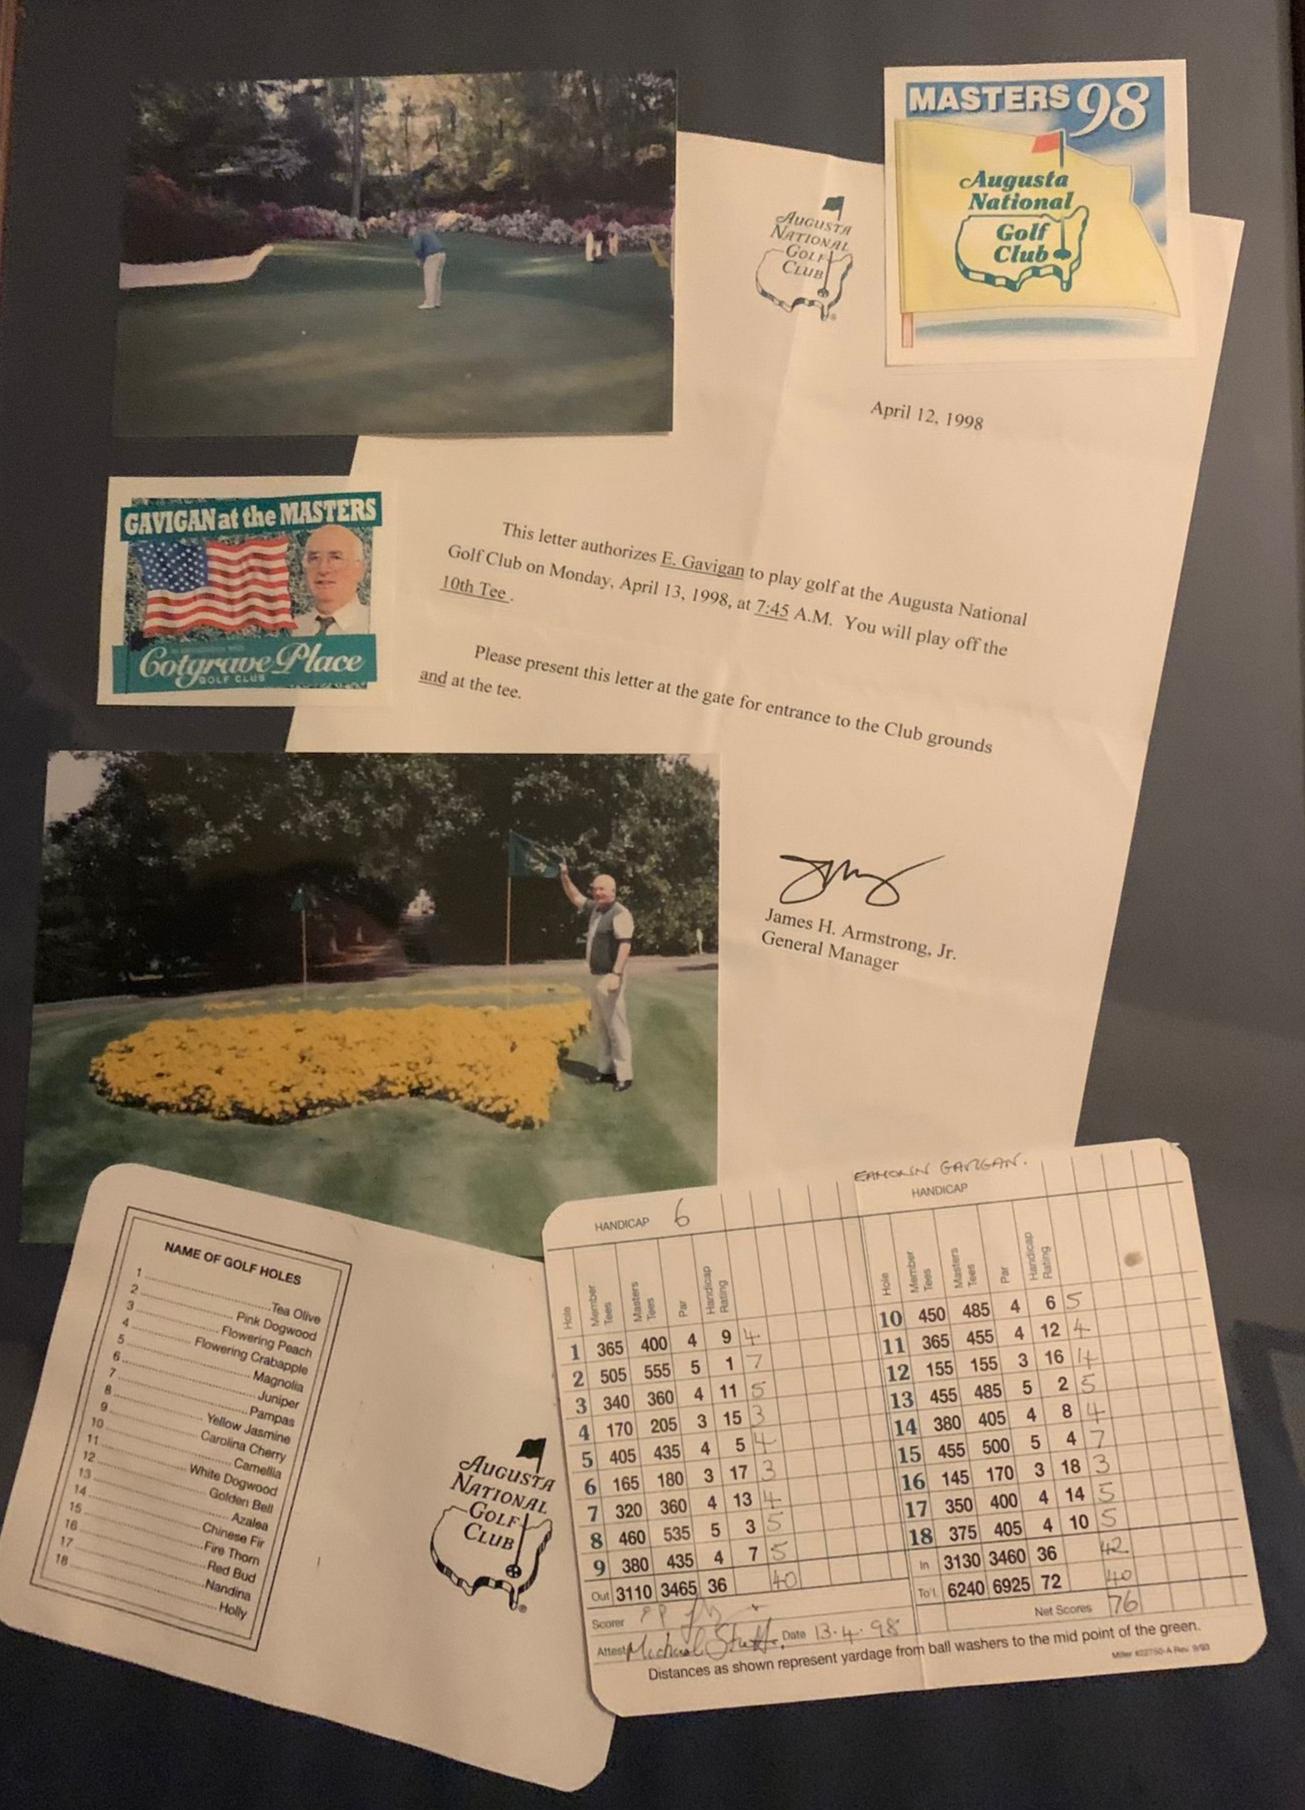 MASTERS 98
Augusta
National
Golf
Club
AUGUSTA
NATIONAL
GOLF
CLUB
April 12, 1998
GAVIGAN at the MASTERS
Cotgrave Place
GOLF CLUB
This letter authorizes E. Gavigan to play golf at the Augusta National
Golf Club on Monday, April 13, 1998, at 7:45 A.M. You will play off the
10th Tee .
Please present this letter at the gate for entrance to the Club grounds
and at the tee.
James H. Armstrong, Jr.
General Manager
NAME OF GOLF HOLES
1 Tea Olive
2 Pink Dogwood
3 Flowering Peach
4 Flowering Crabapple
5 Magnolia
6 Juniper
7 Pampas
8 Yellow Jasmine
9 Carolina Cherry
10 Camellia
11 White Dogwood
12 Golden Bell
13 Azalea
14 Chinese Fir
15 Fire Thorn
16 Red Bud
17 Nandina
18 Holly
AUGUSTA
NATIONAL
GOLF
CLUB
HANDICAP 6
Hole Member Tees Masters Tees Par Handicap Rating
1 365 400 4 9 4
2 505 555 5 1 7
3 340 360 4 11 5
4 170 205 3 15 3
5 405 435 4 5 4
6 165 180 3 17 3
7 320 360 4 13 4
8 460 535 5 3 5
9 380 435 4 7 5
Out 3110 3465 36 40
Scorer
Attest Michael Date 13·4·98
EAMONN GAVIGAN.
HANDICAP
Hole Member Tees Masters Tees Par Handicap Rating
10 450 485 4 6 5
11 365 455 4 12 4
12 155 155 3 16 4
13 455 485 5 2 5
14 380 405 4 8 4
15 455 500 5 4 7
16 145 170 3 18 3
17 350 400 4 14 5
18 375 405 4 10 5
In 3130 3460 36 42
To'l 6240 6925 72 40
Net Scores 76
Distances as shown represent yardage from ball washers to the mid point of the green.